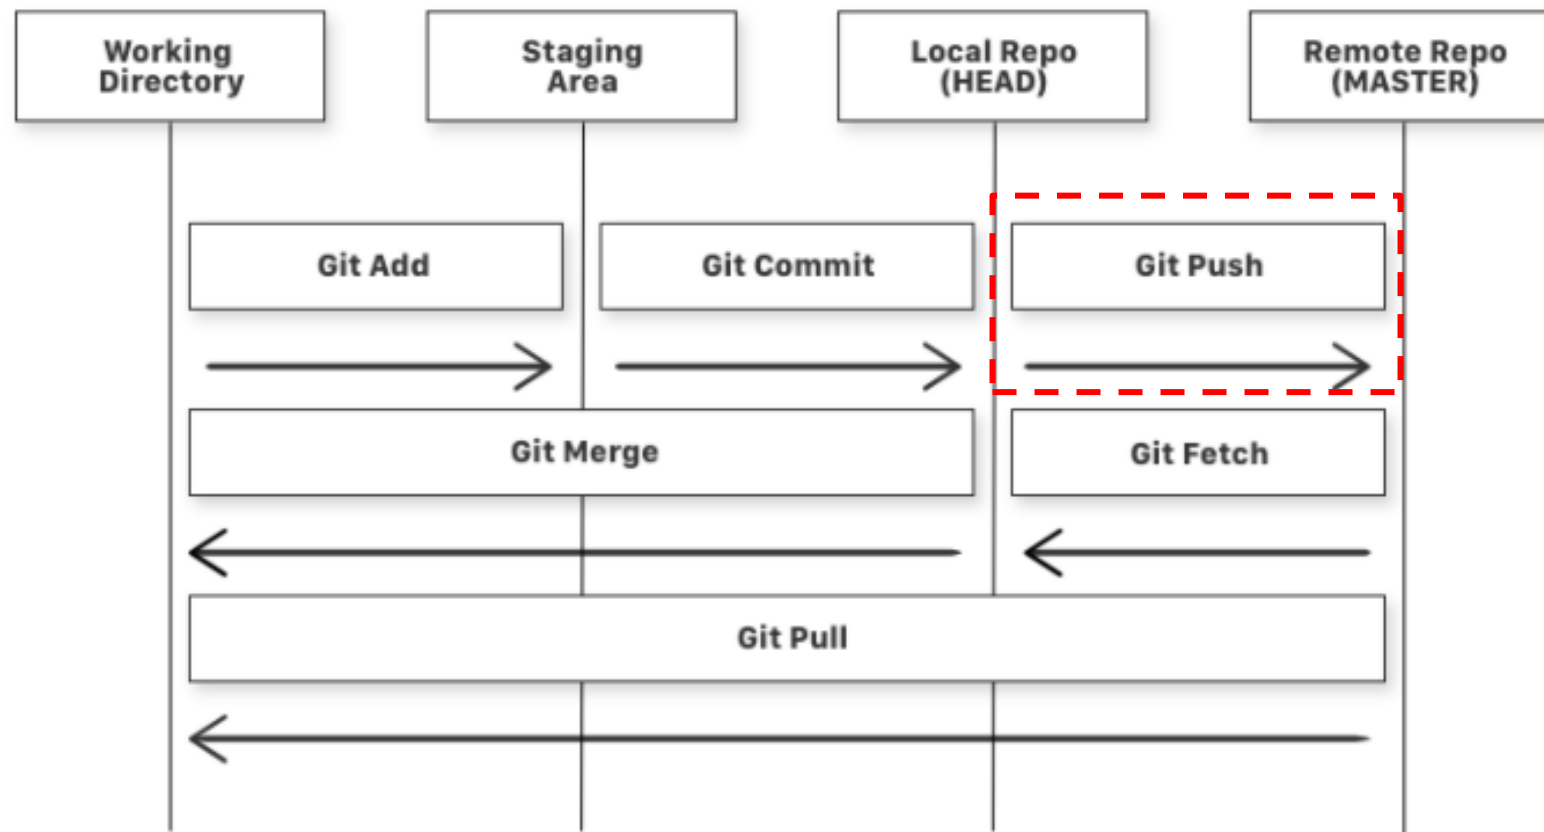 Working
Directory
Staging
Area
Local Repo
(HEAD)
Remote Repo
(MASTER)
Git Add
Git Commit
Git Push
Git Merge
Git Fetch
Git Pull